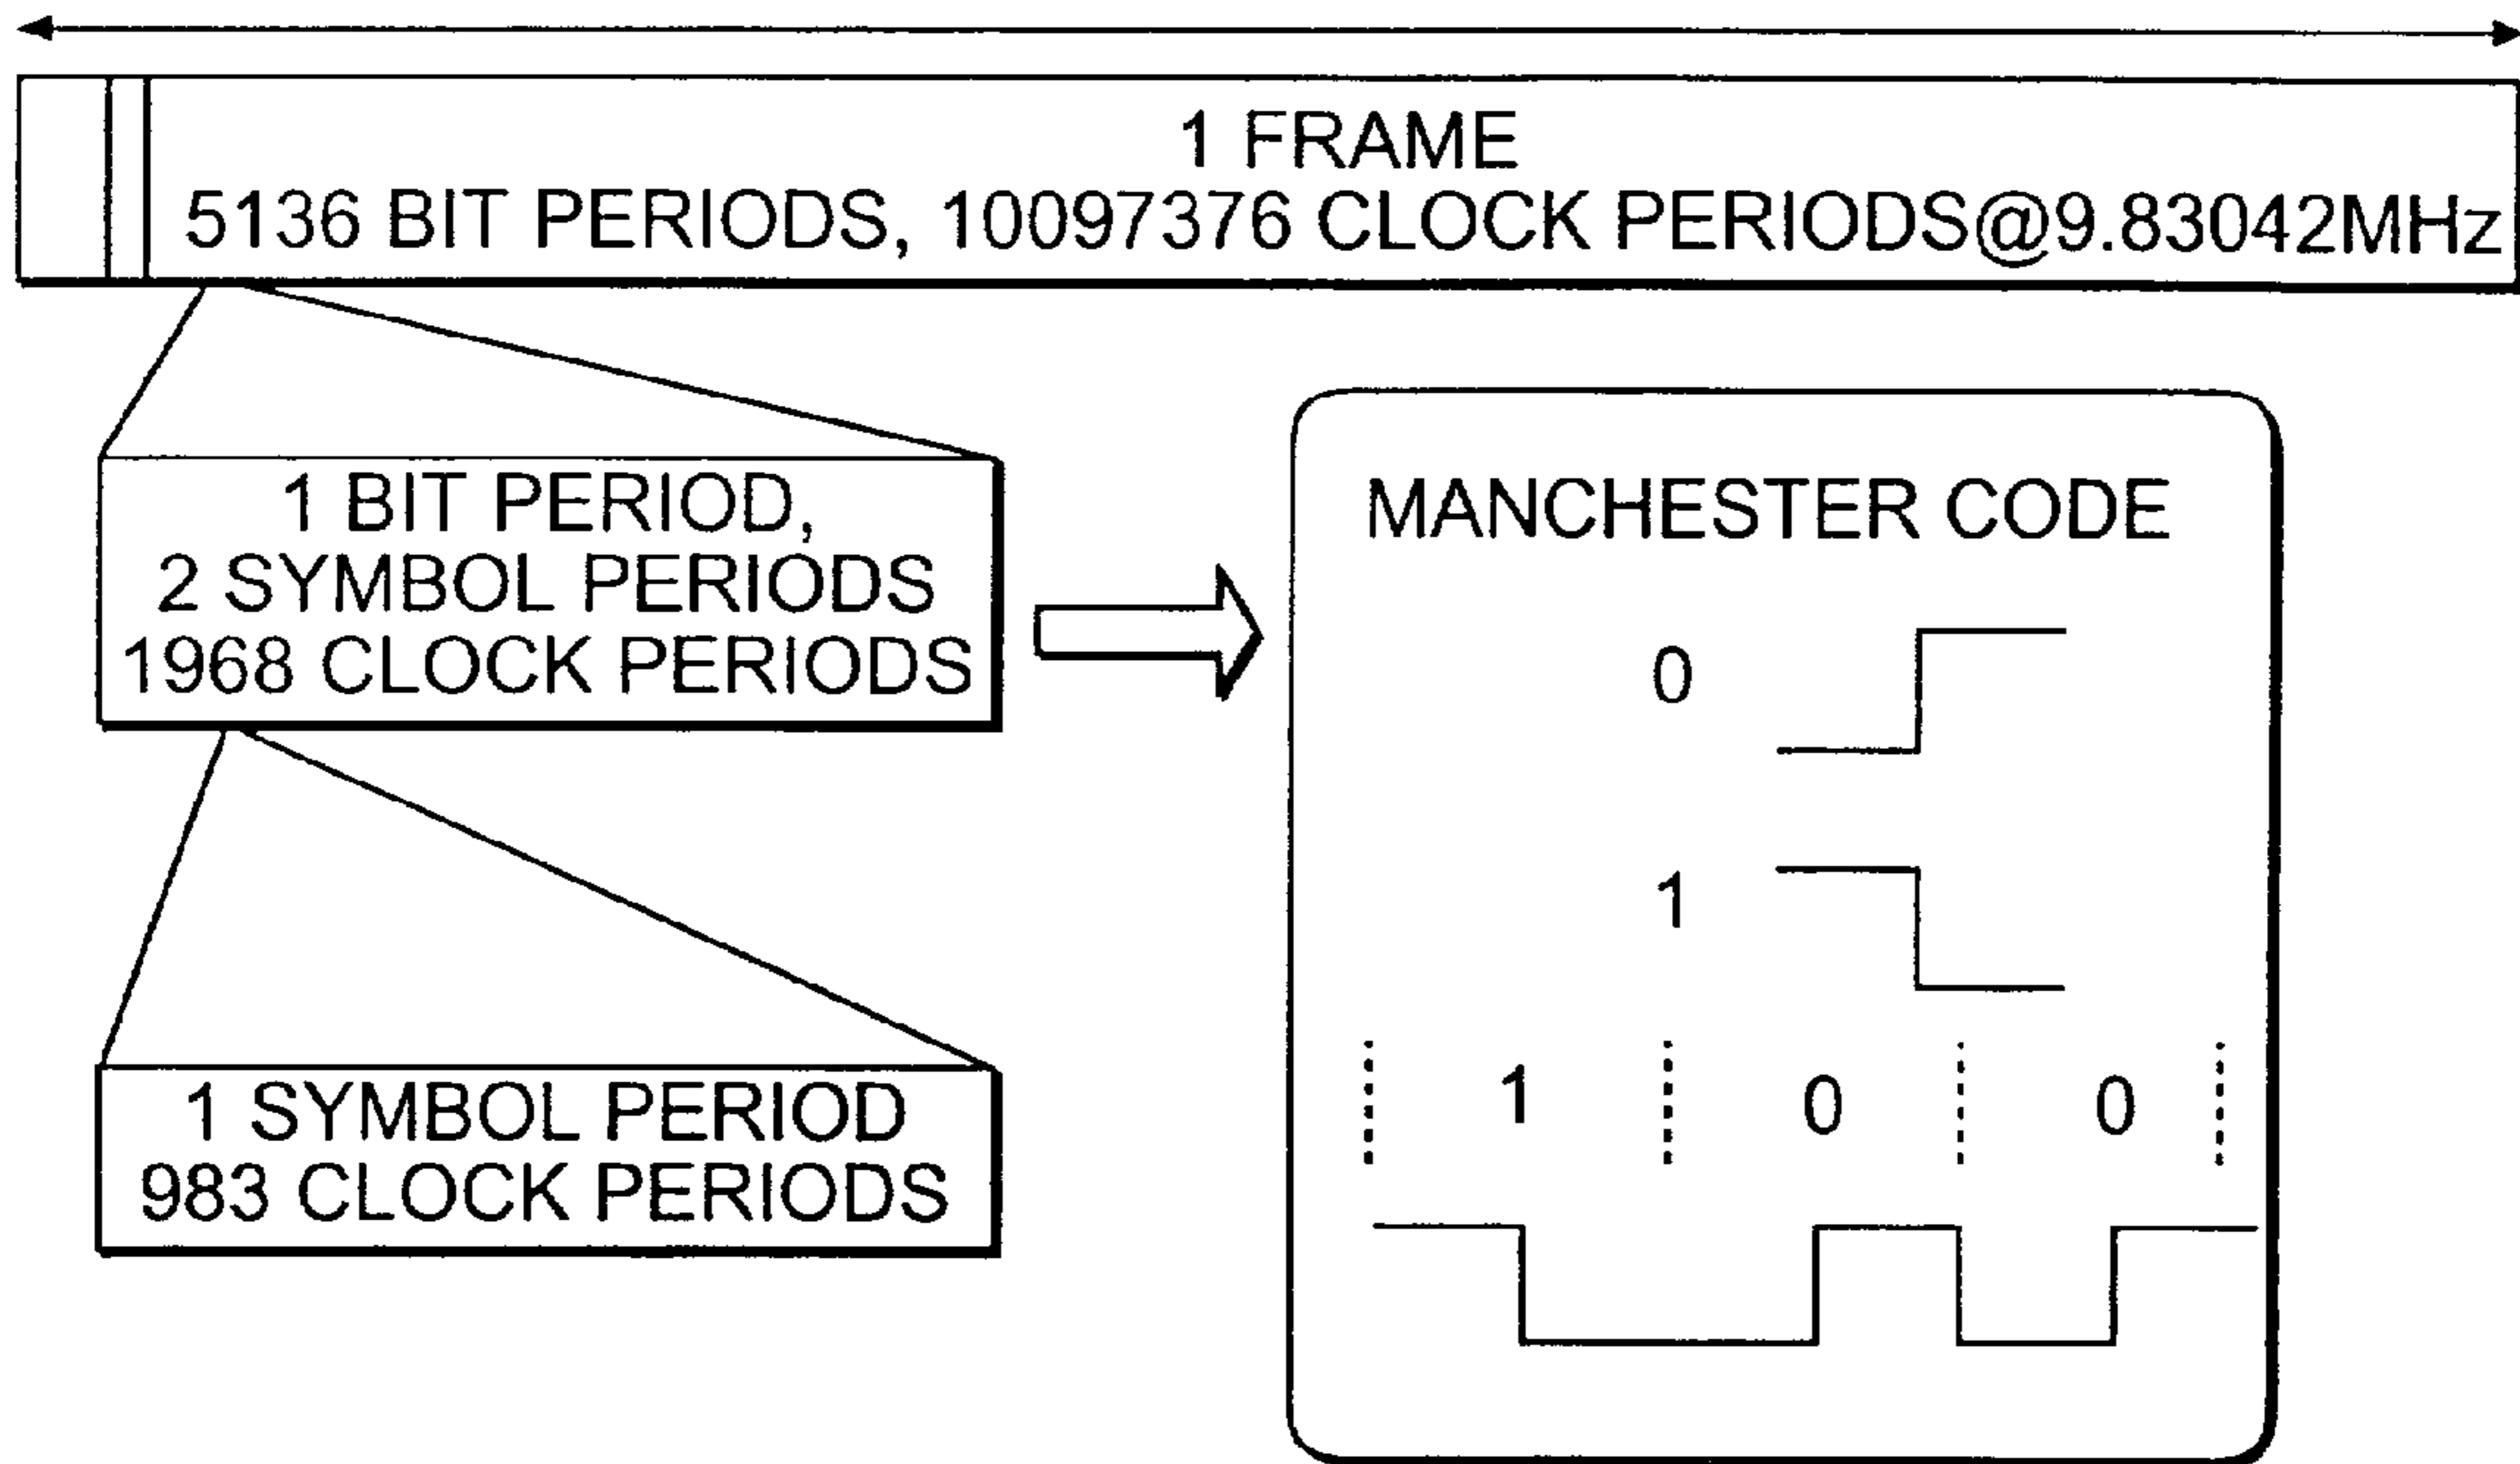 1 FRAME
5136 BIT PERIODS, 10097376 CLOCK PERIODS@9.83042MHz
1 BIT PERIOD,
2 SYMBOL PERIODS
1968 CLOCK PERIODS
1 SYMBOL PERIOD
983 CLOCK PERIODS
MANCHESTER CODE
0
1
1 0 0